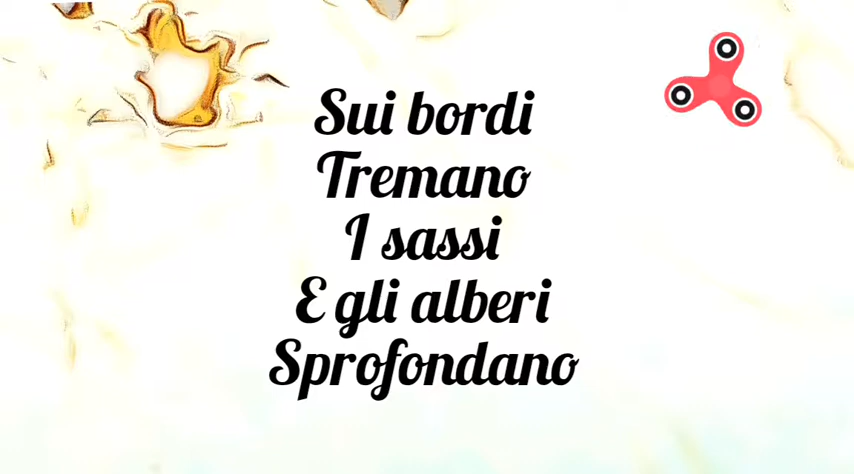 Sui bordi
Tremano
I sassi
E gli alberi
Sprofondano